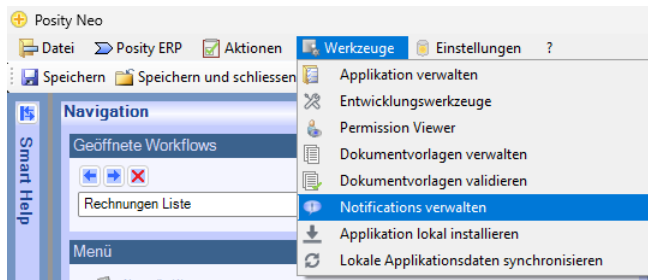 Posity Neo
Datei Posity ERP Aktionen Werkzeuge Einstellungen ?
Speichern Speichern und schliessen
Applikation verwalten
Entwicklungswerkzeuge
Permission Viewer
Dokumentvorlagen verwalten
Dokumentvorlagen validieren
Notifications verwalten
Applikation lokal installieren
Lokale Applikationsdaten synchronisieren
Smart Help
Navigation
Geöffnete Workflows
Rechnungen Liste
Menü